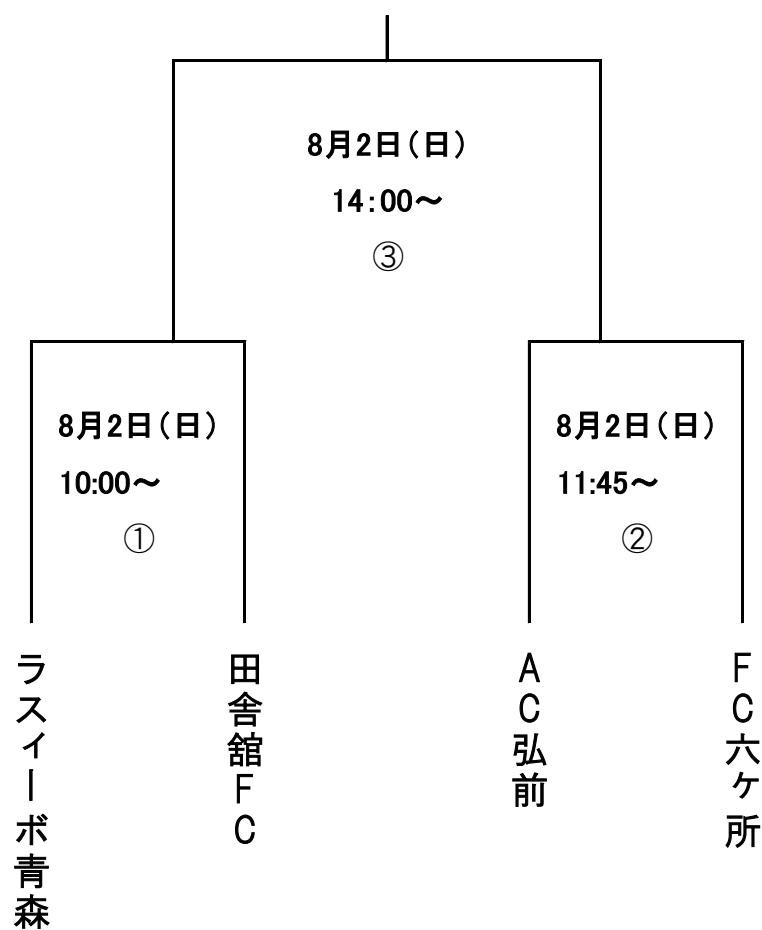 8月2日(日)
14:00～
③
8月2日(日)
10:00～
①
8月2日(日)
11:45～
②
ラスィーボ青森
田舎舘FC
AC弘前
FC六ケ所